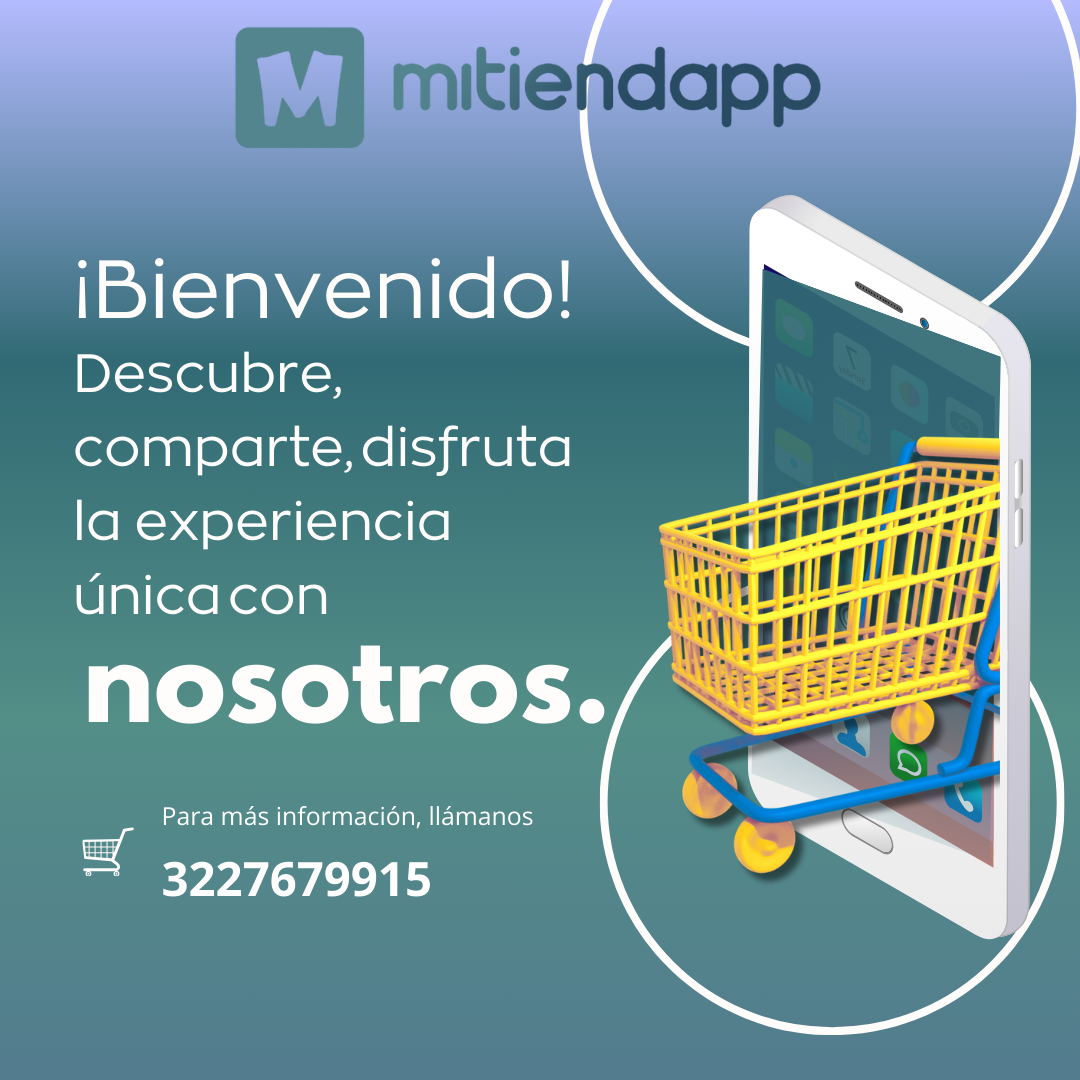 M mitiendapp
¡Bienvenido!
Descubre,
comparte, disfruta
la experiencia
única con
nosotros.
Para más información, llámanos
3227679915